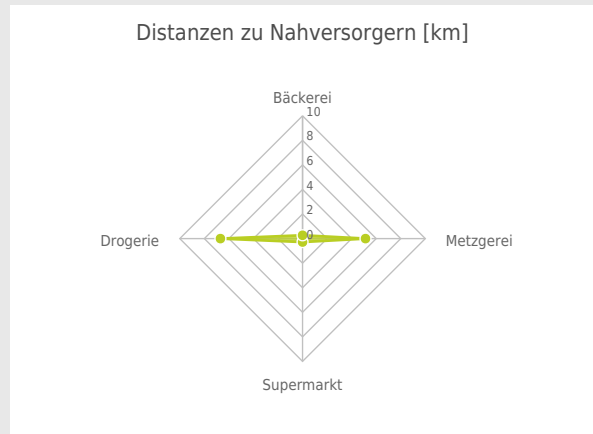 Distanzen zu Nahversorgern [km]
Bäckerei
10
8
6
4
2
0
Drogerie
Metzgerei
Supermarkt